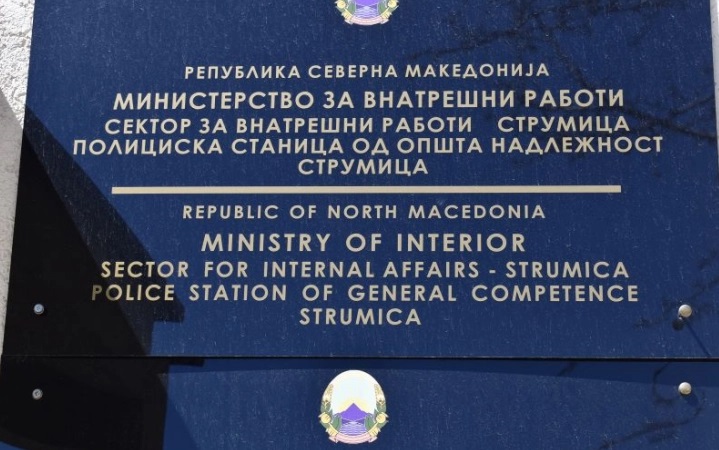 РЕПУБЛИКА СЕВЕРНА МАКЕДОНИЈА
МИНИСТЕРСТВО ЗА ВНАТРЕШНИ РАБОТИ
СЕКТОР ЗА ВНАТРЕШНИ РАБОТИ СТРУМИЦА
ПОЛИЦИСКА СТАНИЦА ОД ОПШТА НАДЛЕЖНОСТ
СТРУМИЦА
REPUBLIC OF NORTH MACEDONIA
MINISTRY OF INTERIOR
SECTOR FOR INTERNAL AFFAIRS - STRUMICA
POLICE STATION OF GENERAL COMPETENCE
STRUMICA